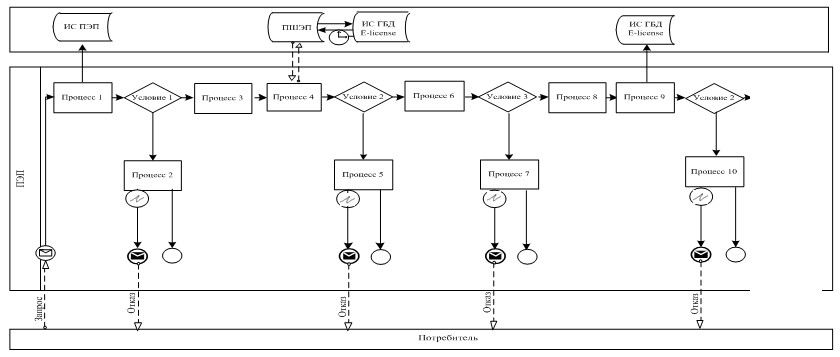 ИС ПЭП
ПШЭП
ИС ГБД
E-license
ИС ГБД
E-license
Процесс 1
Условие 1
Процесс 3
Процесс 4
Условие 2
Процесс 6
Условие 3
Процесс 8
Процесс 9
Условие 2
Процесс 2
Процесс 5
Процесс 7
Процесс 10
Запрос
Отказ
Отказ
Отказ
Отказ
Потребитель